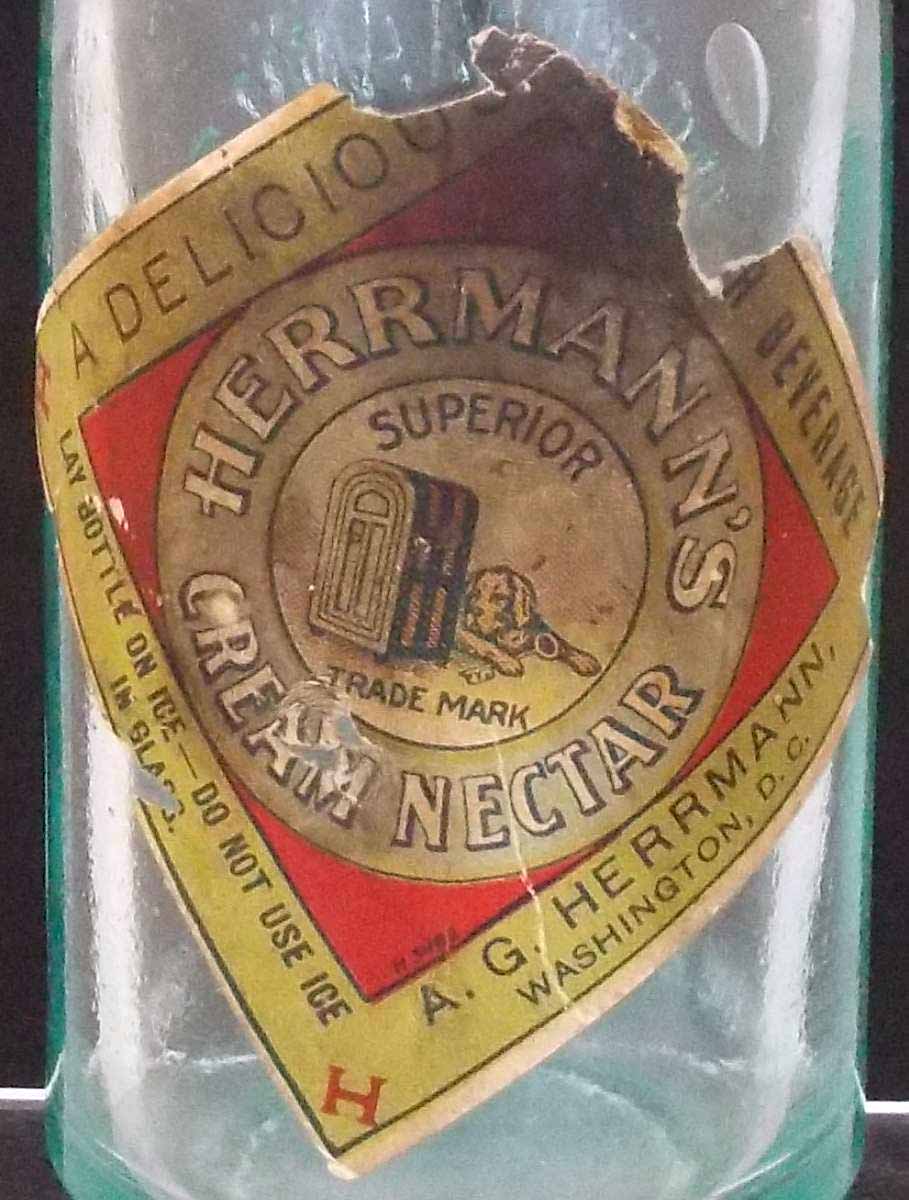 A DELICIOUS
BEVERAGE
HERRMANN'S
SUPERIOR
TRADE MARK
CREAM NECTAR
LAY BOTTLE ON ICE—DO NOT USE ICE
IN GLASS.
A. G. HERRMANN,
WASHINGTON, D.C.
H